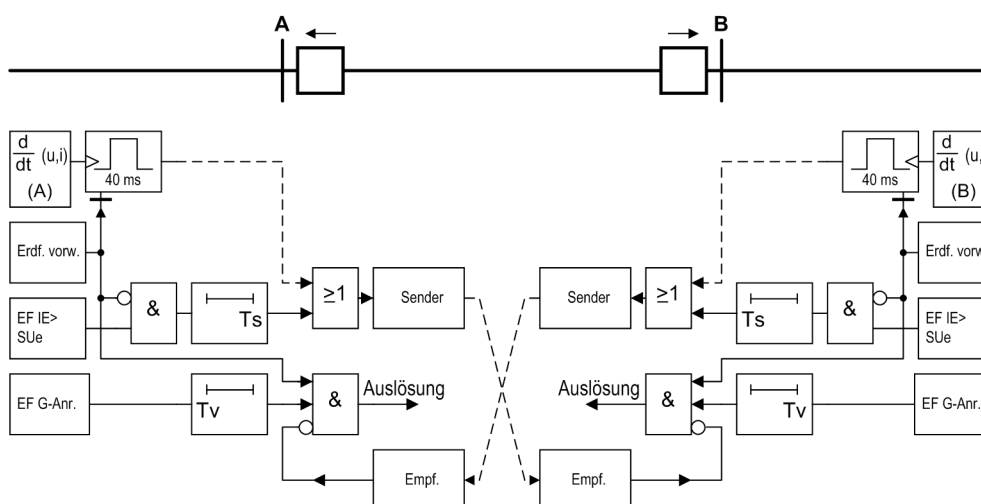 A
B
d/dt (u,i)
(A)
40 ms
40 ms
d/dt (u,
(B)
Erdf. vorw.
Erdf. vorw.
EF IE>
SUe
&
Ts
≥1
Sender
Sender
≥1
Ts
&
EF IE>
SUe
EF G-Anr.
Tv
&
Auslösung
Auslösung
&
Tv
EF G-Anr.
Empf.
Empf.